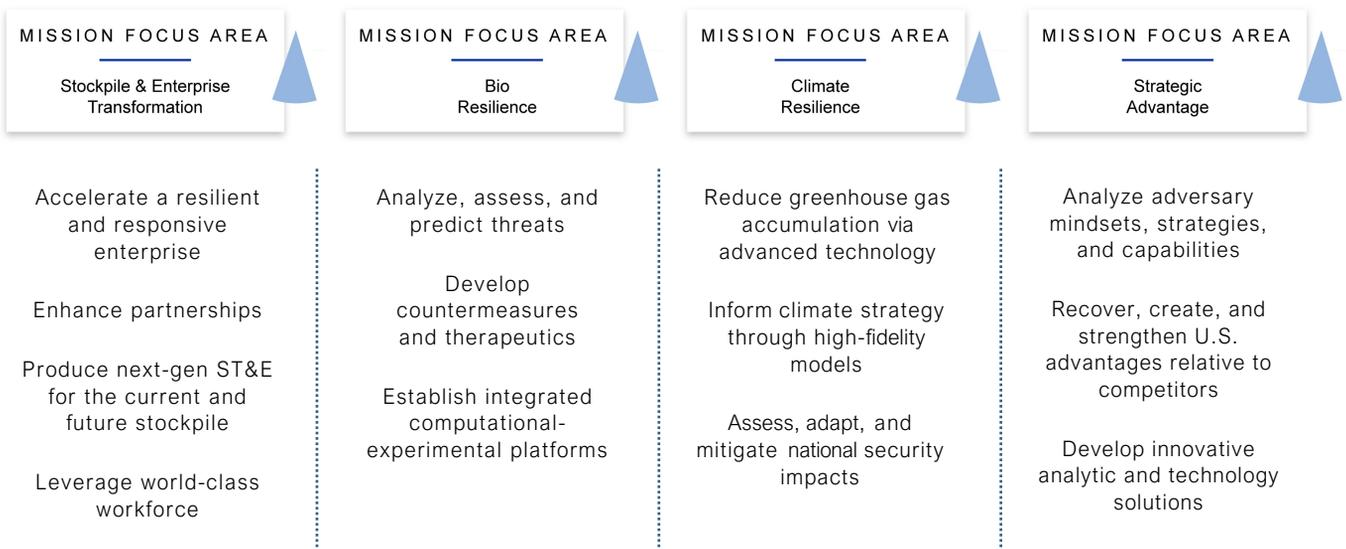 MISSION FOCUS AREA
Stockpile & Enterprise
Transformation
Accelerate a resilient
and responsive
enterprise
Enhance partnerships
Produce next-gen ST&E
for the current and
future stockpile
Leverage world-class
workforce
MISSION FOCUS AREA
Bio
Resilience
Analyze, assess, and
predict threats
Develop
countermeasures
and therapeutics
Establish integrated
computational-
experimental platforms
MISSION FOCUS AREA
Climate
Resilience
Reduce greenhouse gas
accumulation via
advanced technology
Inform climate strategy
through high-fidelity
models
Assess, adapt, and
mitigate national security
impacts
MISSION FOCUS AREA
Strategic
Advantage
Analyze adversary
mindsets, strategies,
and capabilities
Recover, create, and
strengthen U.S.
advantages relative to
competitors
Develop innovative
analytic and technology
solutions